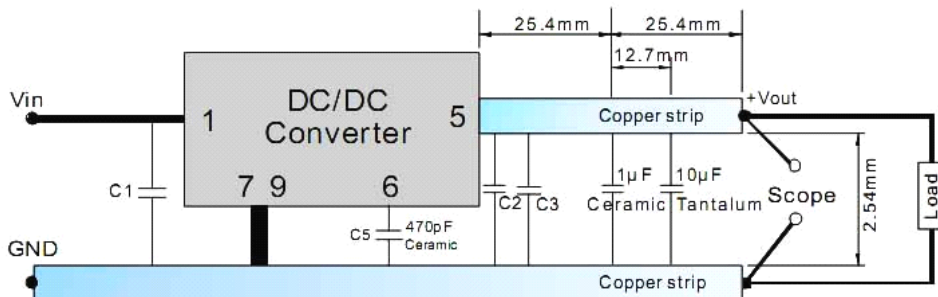 25.4mm 25.4mm
12.7mm
Vin
DC/DC
Converter
1
5
7 9
6
Copper strip
+Vout
C1
C2
C3
1µF
Ceramic
10µF
Tantalum
Scope
2.54mm
Load
C5
470pF
Ceramic
GND
Copper strip